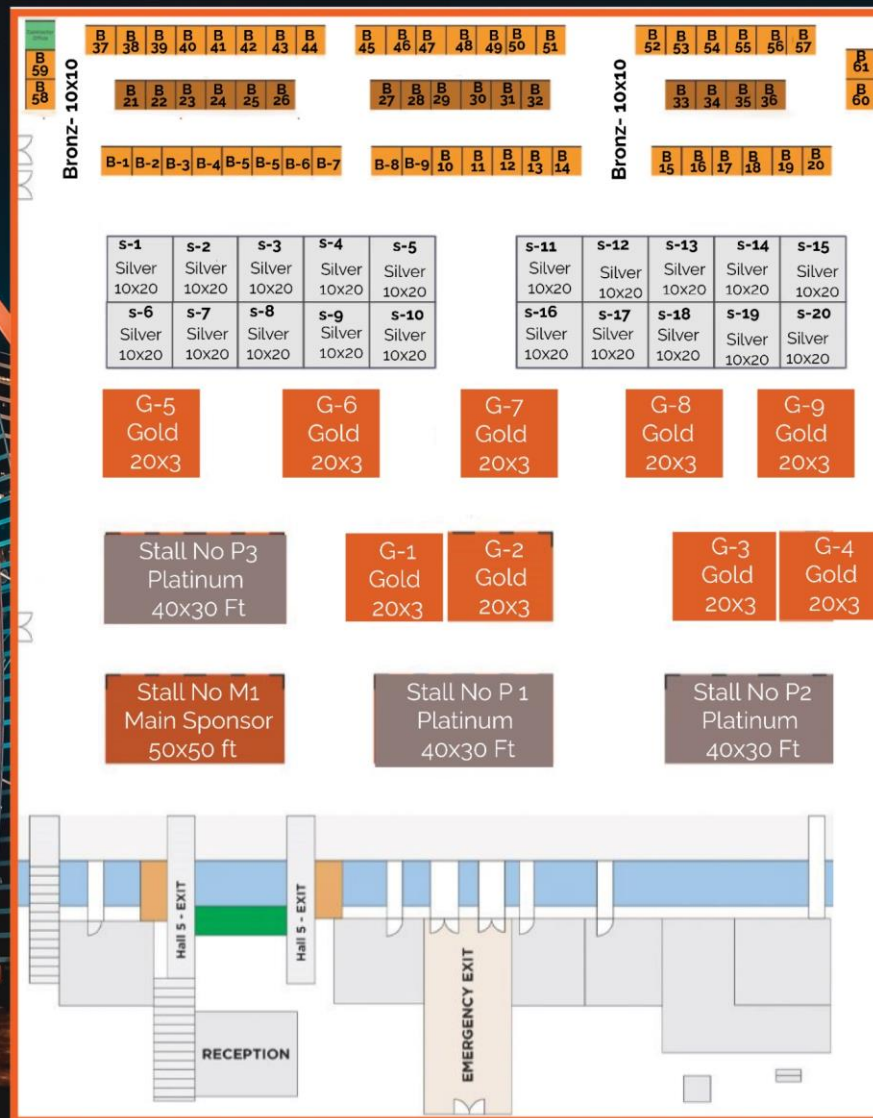 B 37 B 38 B 39 B 40 B 41 B 42 B 43 B 44
B 45 B 46 B 47 B 48 B 49 B 50 B 51
B 52 B 53 B 54 B 55 B 56 B 57
B 59
B 58
B 61
B 60
Bronz- 10x10
B 21 B 22 B 23 B 24 B 25 B 26
B 27 B 28 B 29 B 30 B 31 B 32
Bronz- 10x10
B 33 B 34 B 35 B 36
B-1 B-2 B-3 B-4 B-5 B-5 B-6 B-7
B-8 B-9 B 10 B 11 B 12 B 13 B 14
B 15 B 16 B 17 B 18 B 19 B 20
s-1 s-2 s-3 s-4 s-5
Silver Silver Silver Silver Silver
10x20 10x20 10x20 10x20 10x20
s-6 s-7 s-8 s-9 s-10
Silver Silver Silver Silver Silver
10x20 10x20 10x20 10x20 10x20
s-11 s-12 s-13 s-14 s-15
Silver Silver Silver Silver Silver
10x20 10x20 10x20 10x20 10x20
s-16 s-17 s-18 s-19 s-20
Silver Silver Silver Silver Silver
10x20 10x20 10x20 10x20 10x20
G-5
Gold
20x3
G-6
Gold
20x3
G-7
Gold
20x3
G-8
Gold
20x3
G-9
Gold
20x3
Stall No P3
Platinum
40x30 Ft
G-1
Gold
20x3
G-2
Gold
20x3
G-3
Gold
20x3
G-4
Gold
20x3
Stall No M1
Main Sponsor
50x50 ft
Stall No P 1
Platinum
40x30 Ft
Stall No P2
Platinum
40x30 Ft
Hall 5 - EXIT
Hall 5 - EXIT
EMERGENCY EXIT
RECEPTION